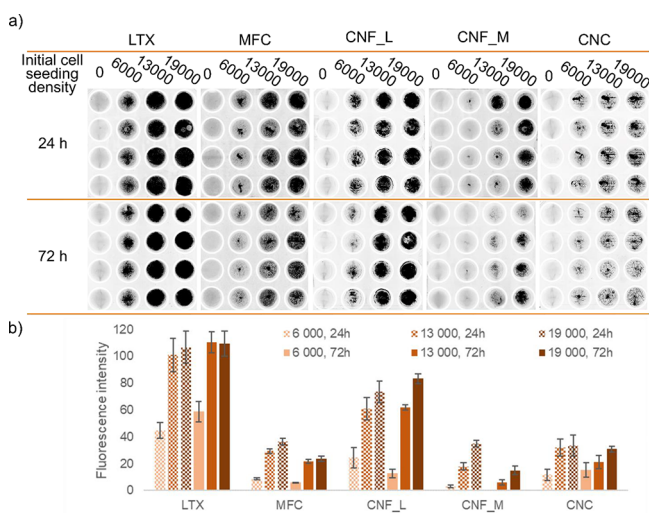 a)
LTX MFC CNF_L CNF_M CNC
Initial cell seeding density
0 6000 13000 19000 0 6000 13000 19000 0 6000 13000 19000 0 6000 13000 19000 0 6000 13000 19000
24 h
72 h
b)
120
100
80
60
40
20
0
Fluorescence intensity
6 000, 24h 13 000, 24h 19 000, 24h
6 000, 72h 13 000, 72h 19 000, 72h
LTX MFC CNF_L CNF_M CNC